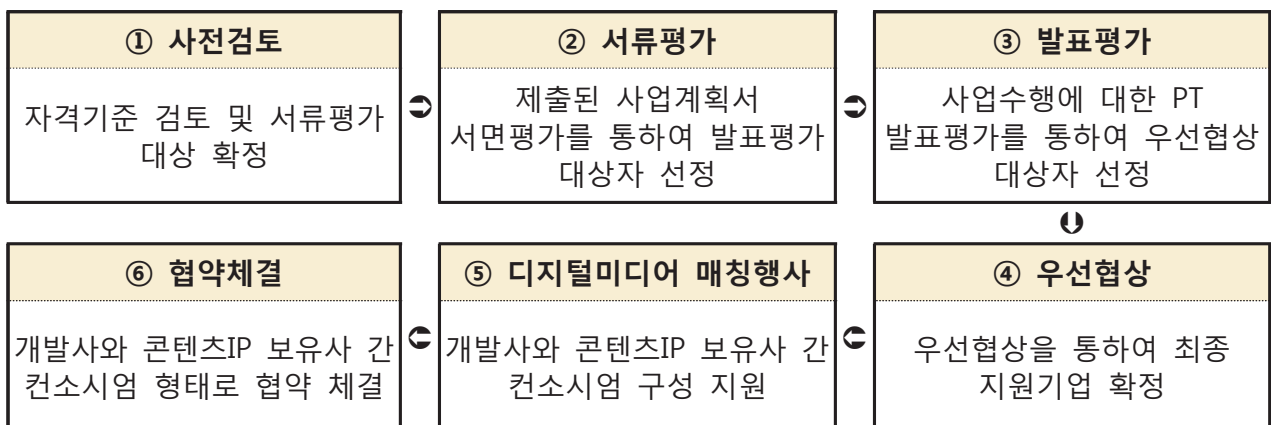 ① 사전검토
자격기준 검토 및 서류평가
대상 확정
② 서류평가
제출된 사업계획서
서면평가를 통하여 발표평가
대상자 선정
③ 발표평가
사업수행에 대한 PT
발표평가를 통하여 우선협상
대상자 선정
④ 우선협상
우선협상을 통하여 최종
지원기업 확정
⑤ 디지털미디어 매칭행사
개발사와 콘텐츠IP 보유사 간
컨소시엄 구성 지원
⑥ 협약체결
개발사와 콘텐츠IP 보유사 간
컨소시엄 형태로 협약 체결